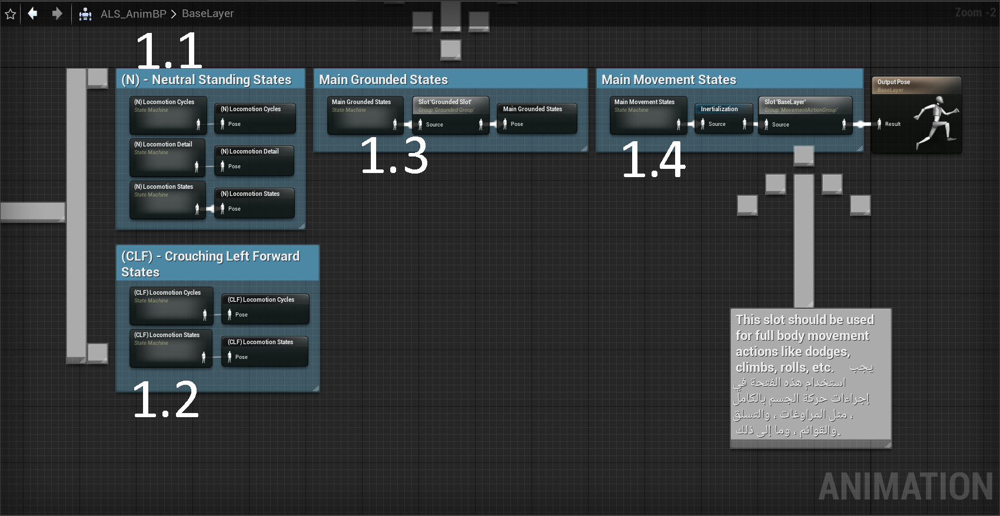 ALS_AnimBP > BaseLayer
Zoom -2
1.1
(N) - Neutral Standing States
(N) Locomotion Cycles
State Machine
(N) Locomotion Cycles
Pose
(N) Locomotion Detail
State Machine
(N) Locomotion Detail
Pose
(N) Locomotion States
State Machine
(N) Locomotion States
Pose
Main Grounded States
Main Grounded States
State Machine
Slot 'Grounded Slot'
Group 'Grounded Group'
Source
Main Grounded States
Pose
1.3
Main Movement States
Main Movement States
State Machine
Inertialization
Source
Slot 'BaseLayer'
Group 'MovementActionGroup'
Source
1.4
Output Pose
BaseLayer
Result
(CLF) - Crouching Left Forward
States
(CLF) Locomotion Cycles
State Machine
(CLF) Locomotion Cycles
Pose
(CLF) Locomotion States
State Machine
(CLF) Locomotion States
Pose
1.2
This slot should be used
for full body movement
actions like dodges,
climbs, rolls, etc. يجب
استخدام هذه الفتحة في
إجراءات حركة الجسم بالكامل
، مثل المراوغات ، والتسلق
والقوائم ، وما إلى ذلك.
ANIMATION